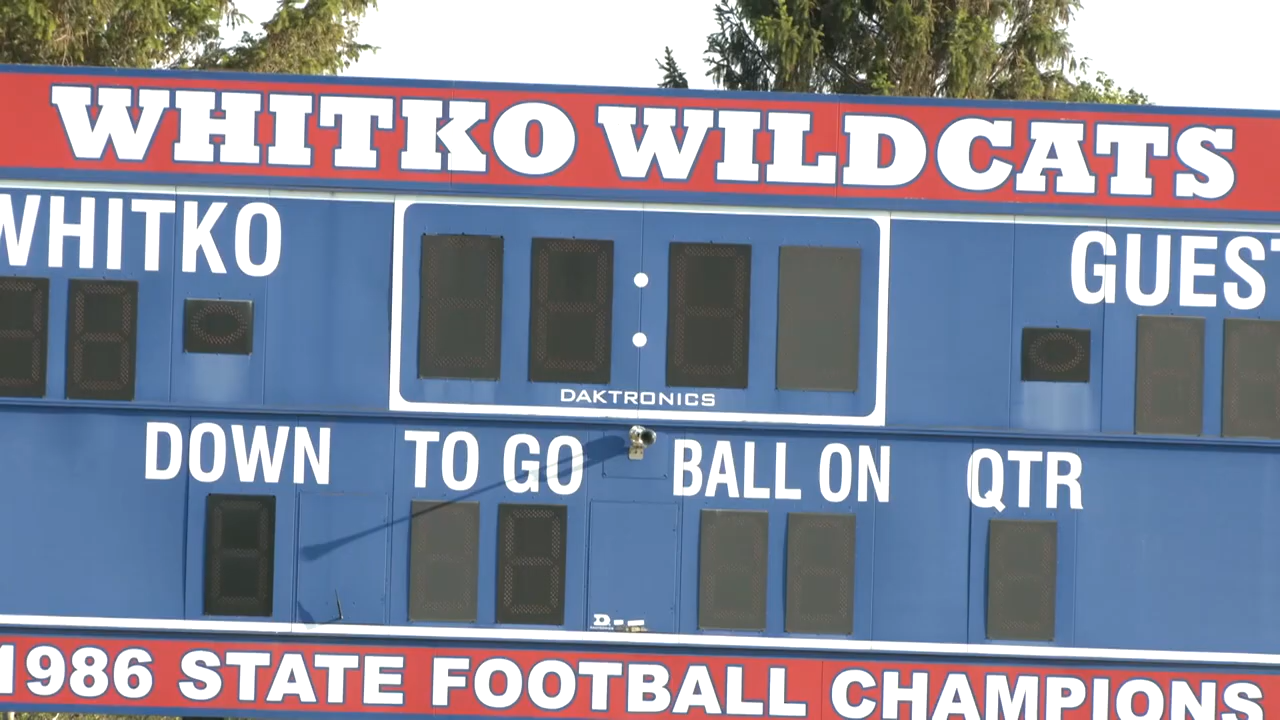 WHITKO WILDCATS
WHITKO
GUEST
DAKTRONICS
DOWN TO GO BALL ON QTR
1986 STATE FOOTBALL CHAMPIONS